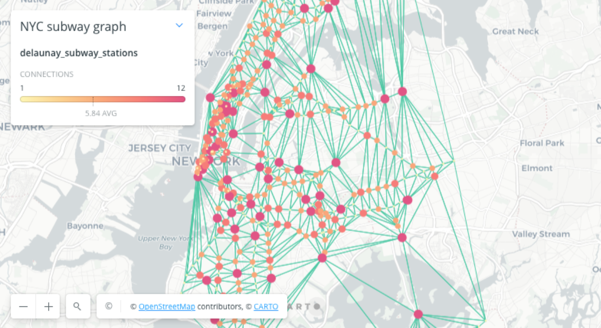 Fairview
Bergen
Great Neck
NYC subway graph
delaunay_subway_stations
CONNECTIONS
1 12
5.84 AVG
NEWARK
JERSEY CITY
NEW YORK
Floral Park
Elmont
Bayonne
Upper New York
Bay
Valley Stream
© © OpenStreetMap contributors, © CARTO